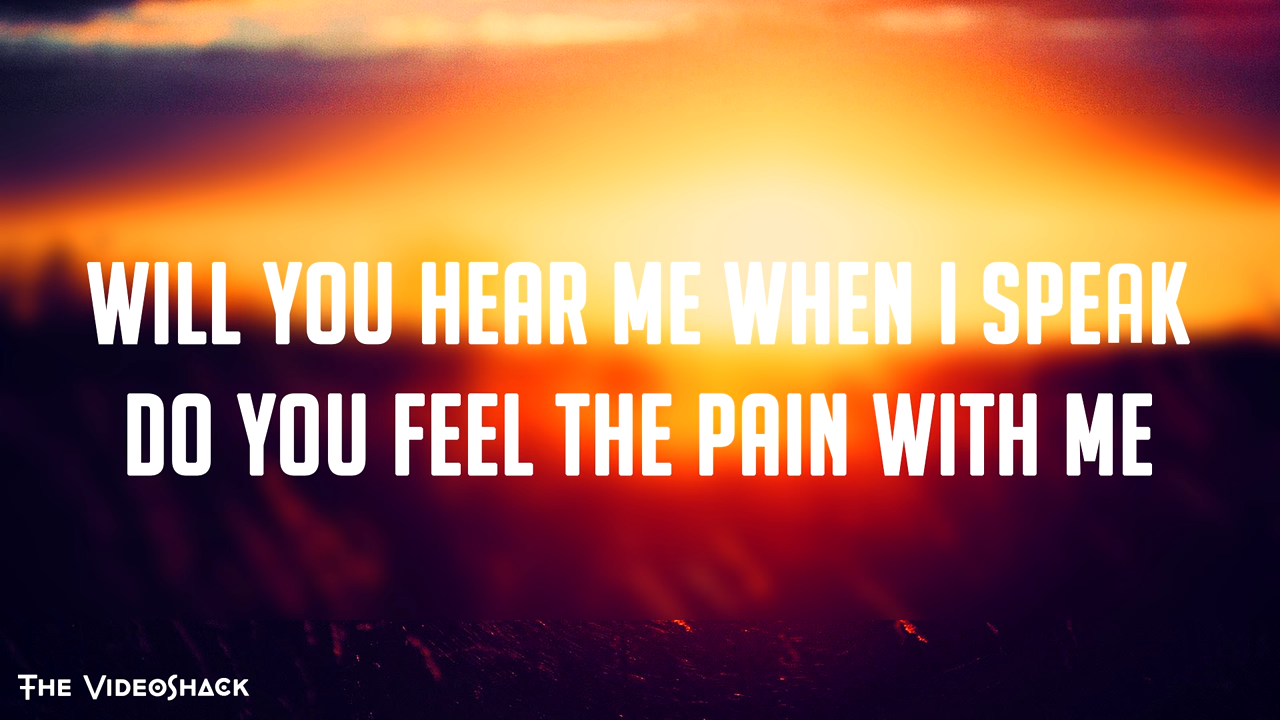 WILL YOU HEAR ME WHEN I SPEAK
DO YOU FEEL THE PAIN WITH ME
THE VIDEOSHACK